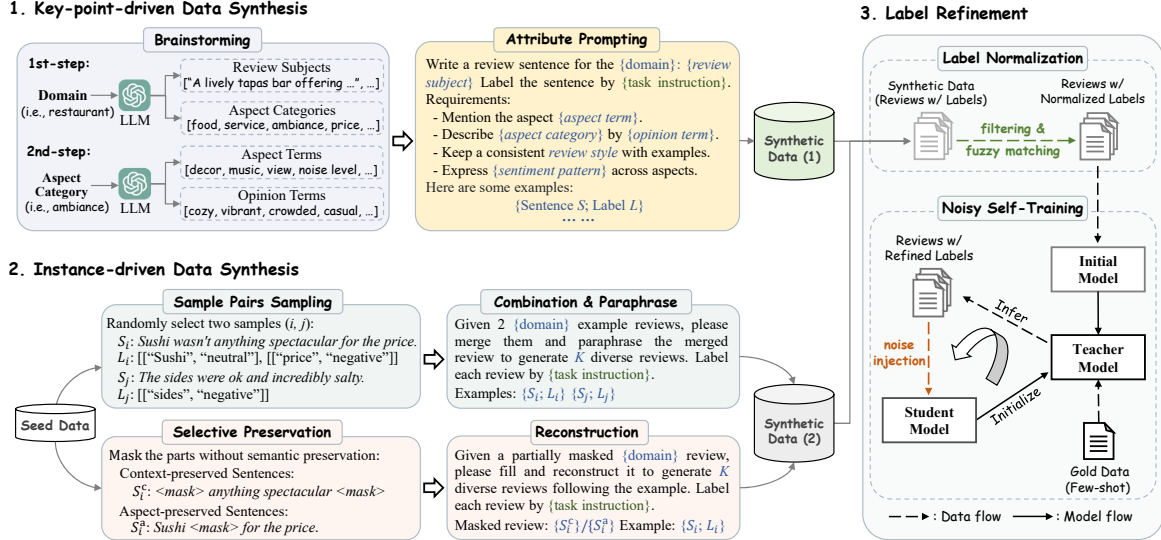 1. Key-point-driven Data Synthesis
Brainstorming
1st-step:
Domain
(i.e., restaurant)
LLM
Review Subjects
["A lively tapas bar offering ...", ...]
Aspect Categories
[food, service, ambiance, price, ...]
2nd-step:
Aspect
Category
(i.e., ambiance)
LLM
Aspect Terms
[decor, music, view, noise level, ...]
Opinion Terms
[cozy, vibrant, crowded, casual, ...]
Attribute Prompting
Write a review sentence for the {domain}: {review
subject} Label the sentence by {task instruction}.
Requirements:
- Mention the aspect {aspect term}.
- Describe {aspect category} by {opinion term}.
- Keep a consistent review style with examples.
- Express {sentiment pattern} across aspects.
Here are some examples:
{Sentence S; Label L}
... ...
Synthetic
Data (1)
2. Instance-driven Data Synthesis
Seed Data
Sample Pairs Sampling
Randomly select two samples (i, j):
Si: Sushi wasn't anything spectacular for the price.
Li: [["Sushi", "neutral"], [["price", "negative"]]
Sj: The sides were ok and incredibly salty.
Lj: [["sides", "negative"]]
Combination & Paraphrase
Given 2 {domain} example reviews, please
merge them and paraphrase the merged
review to generate K diverse reviews. Label
each review by {task instruction}.
Examples: {Si; Li} {Sj; Lj}
Selective Preservation
Mask the parts without semantic preservation:
Context-preserved Sentences:
Sic: <mask> anything spectacular <mask>
Aspect-preserved Sentences:
Sia: Sushi <mask> for the price.
Reconstruction
Given a partially masked {domain} review,
please fill and reconstruct it to generate K
diverse reviews following the example. Label
each review by {task instruction}.
Masked review: {Sic}/{Sia} Example: {Si; Li}
Synthetic
Data (2)
3. Label Refinement
Label Normalization
Synthetic Data
(Reviews w/ Labels)
filtering &
fuzzy matching
Reviews w/
Normalized Labels
Noisy Self-Training
Reviews w/
Refined Labels
Initial
Model
Infer
noise
injection
Teacher
Model
Student
Model
Initialize
Gold Data
(Few-shot)
: Data flow
: Model flow